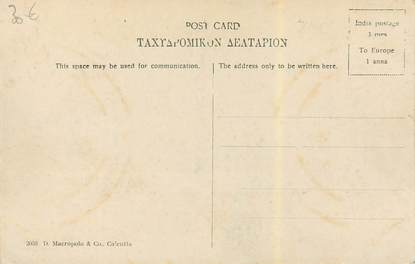 30 €
POST CARD
ΤΑΧΥΔΡΟΜΙΚΟΝ ΔΕΛΤΑΡΙΟΝ
India postage
To Europe
1 anna
This space may be used for communication.
The address only to be written here.
D. Macropolo & Co., Calcutta